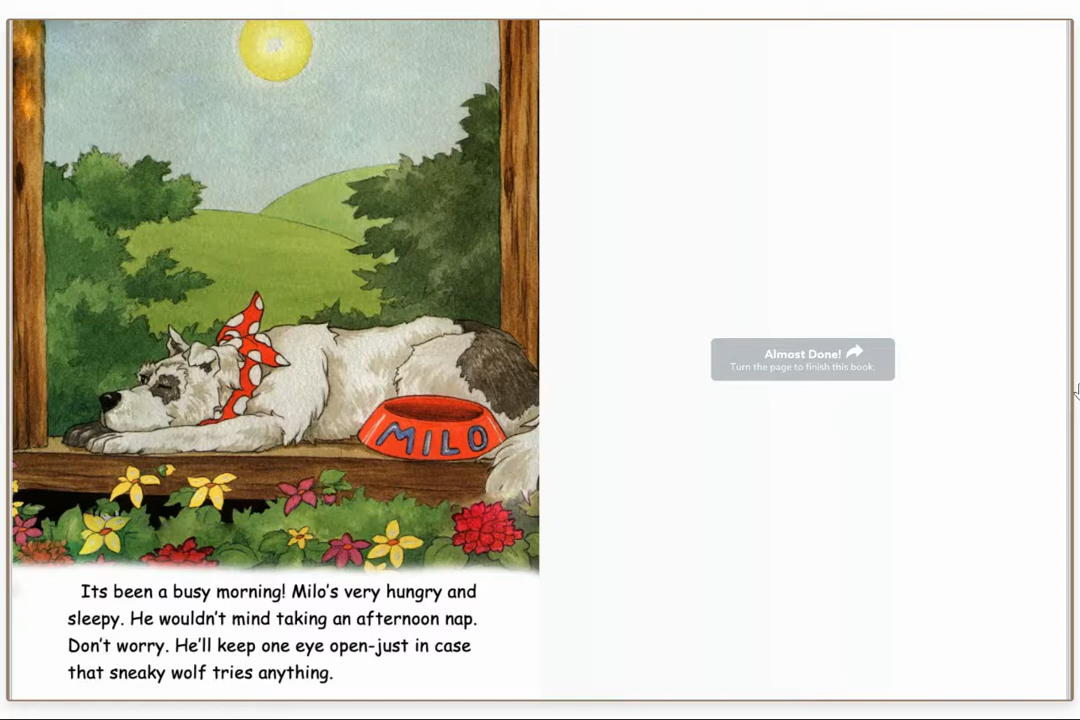 MILO
Its been a busy morning! Milo's very hungry and
sleepy. He wouldn't mind taking an afternoon nap.
Don't worry. He'll keep one eye open-just in case
that sneaky wolf tries anything.
Almost Done!
Turn the page to finish this book.